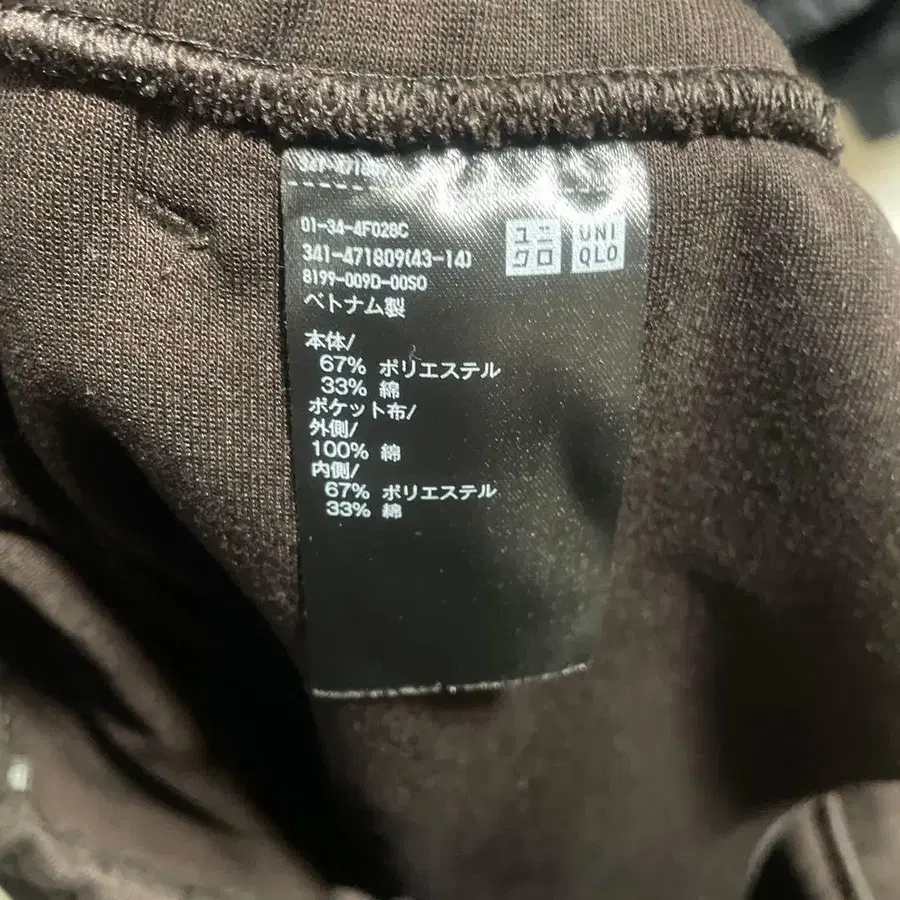 01-34-4F028C
341-471809(43-14)
8199-009D-00SO
ベトナム製
ユニ
クロ
UNI
QLO
本体/
67% ポリエステル
33% 綿
ポケット布/
外側/
100% 綿
内側/
67% ポリエステル
33% 綿